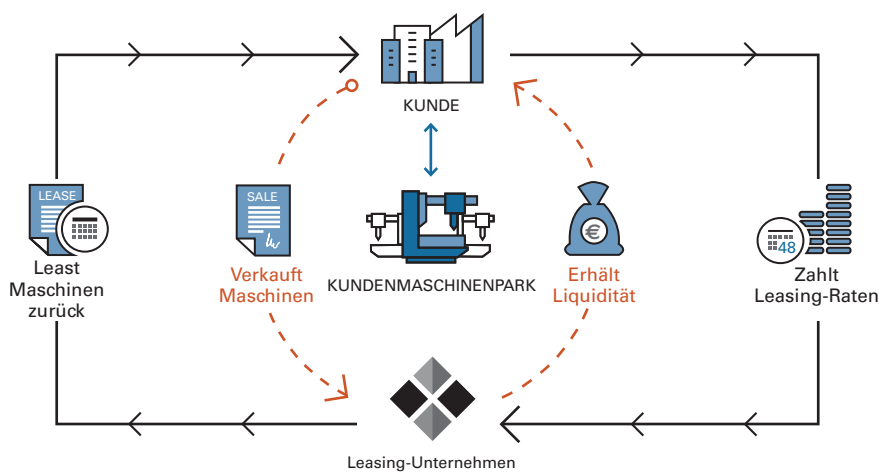 KUNDE
LEASE
Least
Maschinen
zurück
SALE
Verkauft
Maschinen
KUNDENMASCHINENPARK
€
Erhält
Liquidität
48
Zahlt
Leasing-Raten
Leasing-Unternehmen